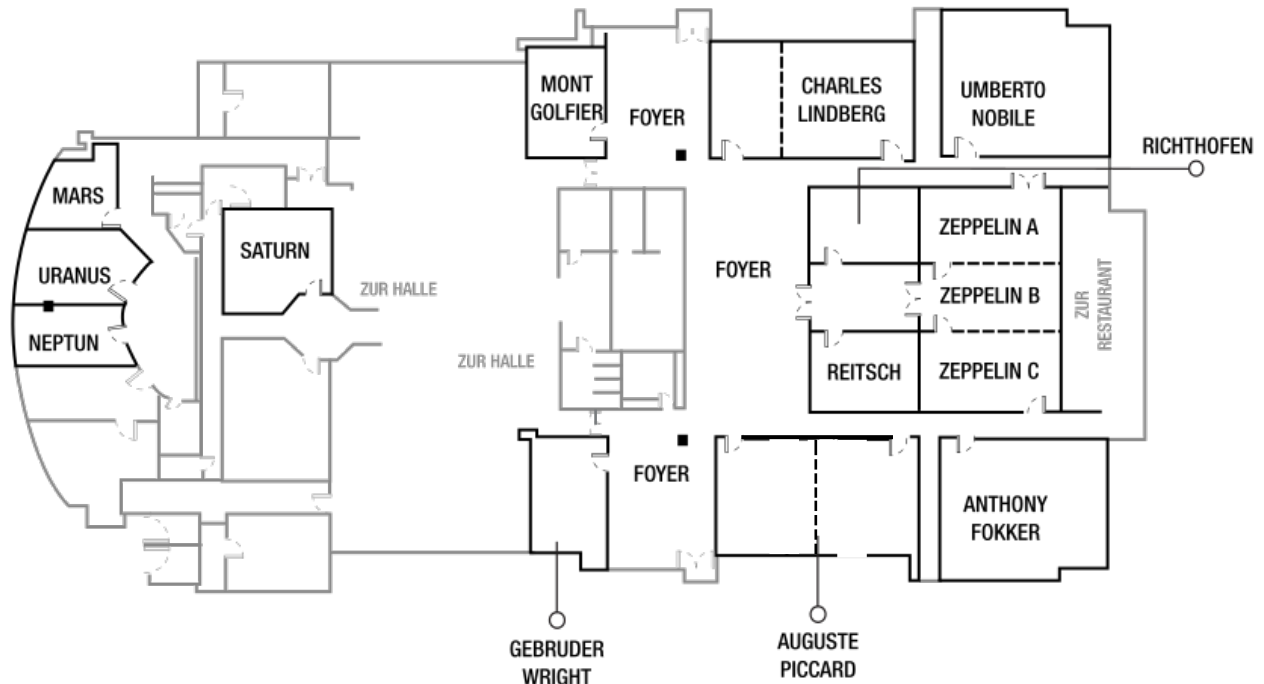 MONT
GOLFIER
FOYER
CHARLES
LINDBERG
UMBERTO
NOBILE
RICHTHOFEN
MARS
SATURN
URANUS
ZUR HALLE
NEPTUN
FOYER
ZEPPELIN A
ZEPPELIN B
ZEPPELIN C
ZUR
RESTAURANT
ZUR HALLE
REITSCH
FOYER
ANTHONY
FOKKER
GEBRUDER
WRIGHT
AUGUSTE
PICCARD